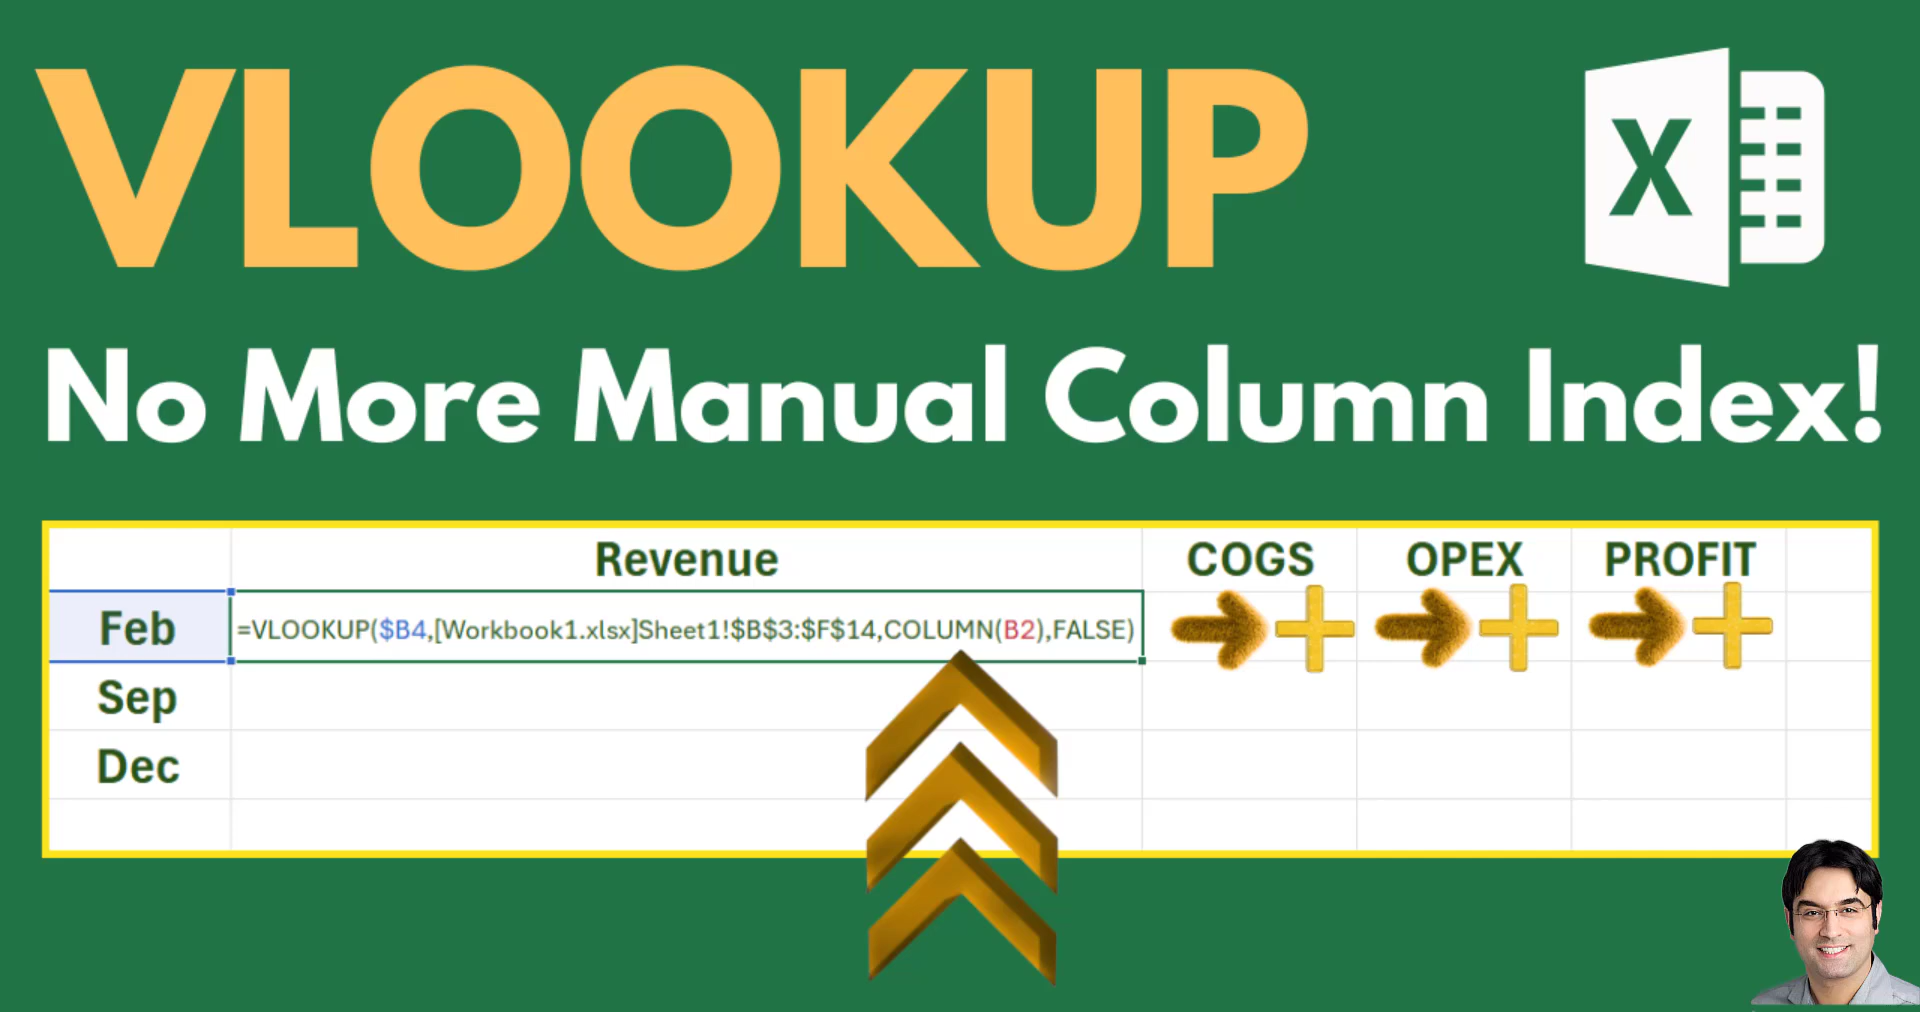 VLOOKUP
X
No More Manual Column Index!
Revenue COGS OPEX PROFIT
Feb =VLOOKUP($B4,[Workbook1.xlsx]Sheet1!$B$3:$F$14,COLUMN(B2),FALSE)
Sep
Dec